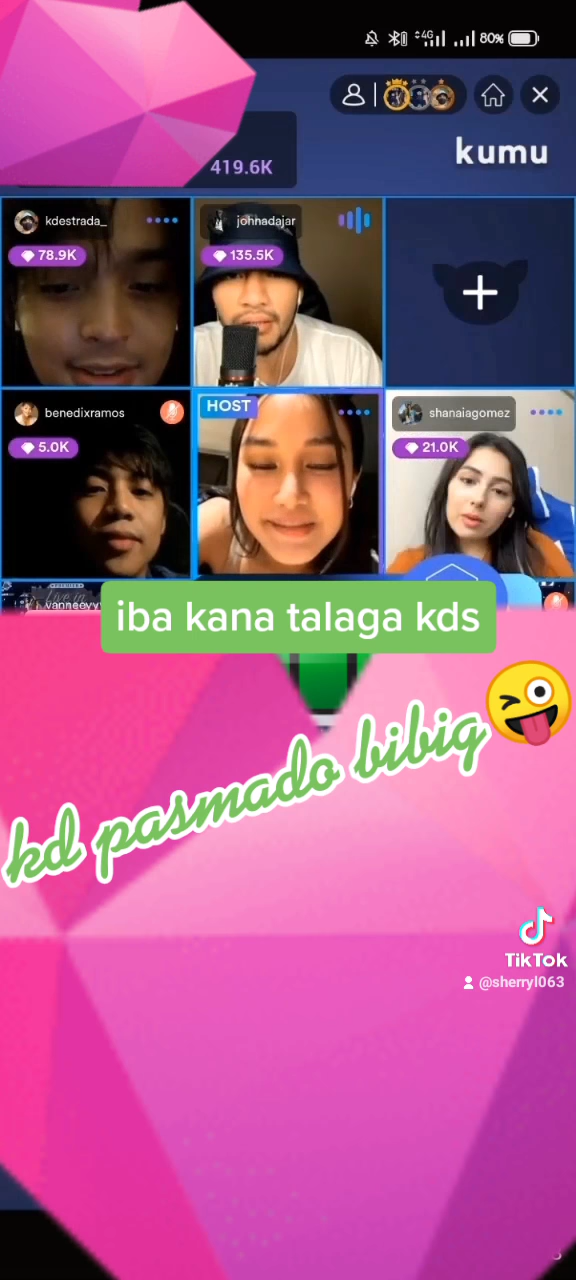 4G
80%
419.6K
kumu
kdestrada_
78.9K
johnadajar
135.5K
benedixramos
5.0K
HOST
shanaiagomez
21.0K
iba kana talaga kds
kd pasmado bibig
TikTok
@sherryl063